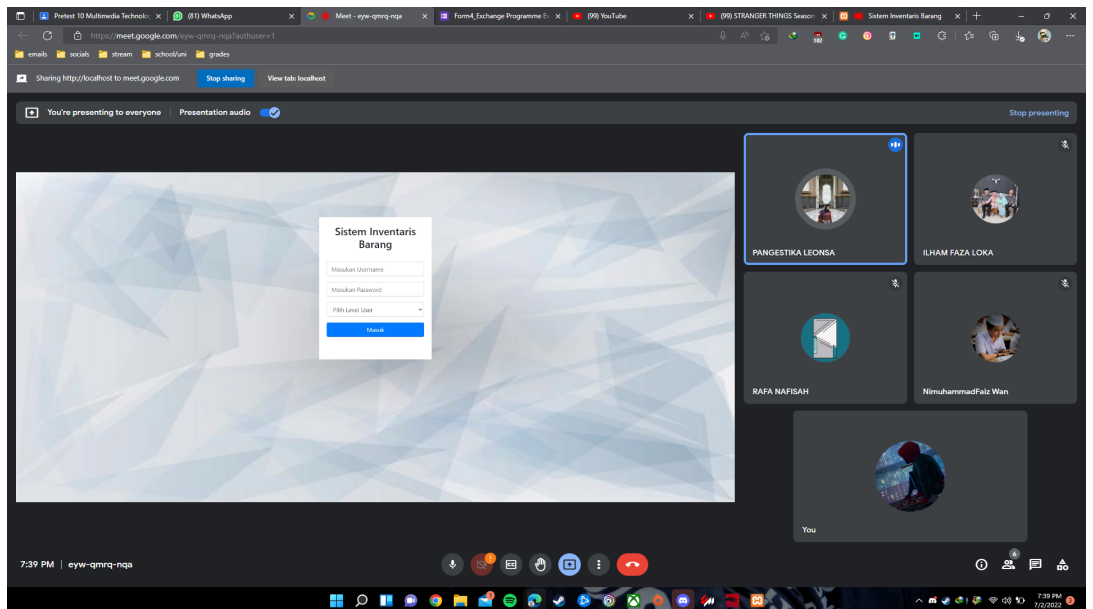 Pretest 10 Multimedia Technolog
(81) WhatsApp
Meet - eyw-qmrq-nqa
Form4_Exchange Programme E
(99) YouTube
(99) STRANGER THINGS Season
Sistem Inventaris Barang
https://meet.google.com/eyw-qmrq-nqa?authuser=1
102
emails socials stream school/uni grades
Sharing http://localhost to meet.google.com Stop sharing View tab: localhost
You're presenting to everyone Presentation audio Stop presenting
Sistem Inventaris
Barang
Masukan Username
Masukan Password
Pilih Level User
Masuk
PANGESTIKA LEONSA
ILHAM FAZA LOKA
RAFA NAFISAH
NimuhammadFaiz Wan
You
7:39 PM | eyw-qmrq-nqa
6
7:39 PM
7/2/2022
3